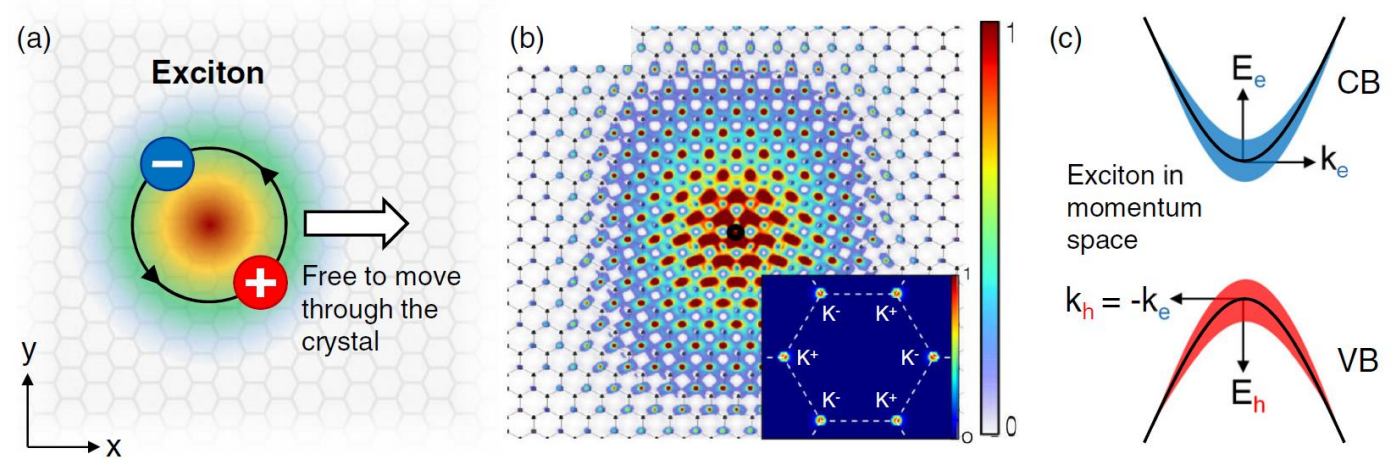 (a)
Exciton
−
+
Free to move
through the
crystal
y
x
(b)
1
0
1
0
K⁻ K⁺
K⁺ K⁻
K⁻ K⁺
(c)
Eₑ
CB
kₑ
Exciton in
momentum
space
kₕ = -kₑ
VB
Eₕ